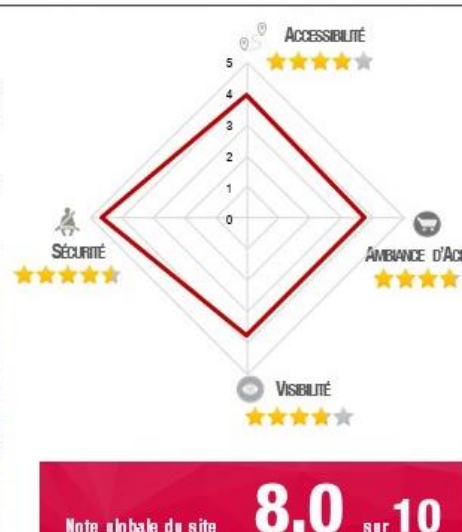 ACCESSIBILITÉ
5
4
3
2
1
0
SÉCURITÉ
AMBIANCE D'AC
VISIBILITÉ
Note globale du site 8.0 sur 10